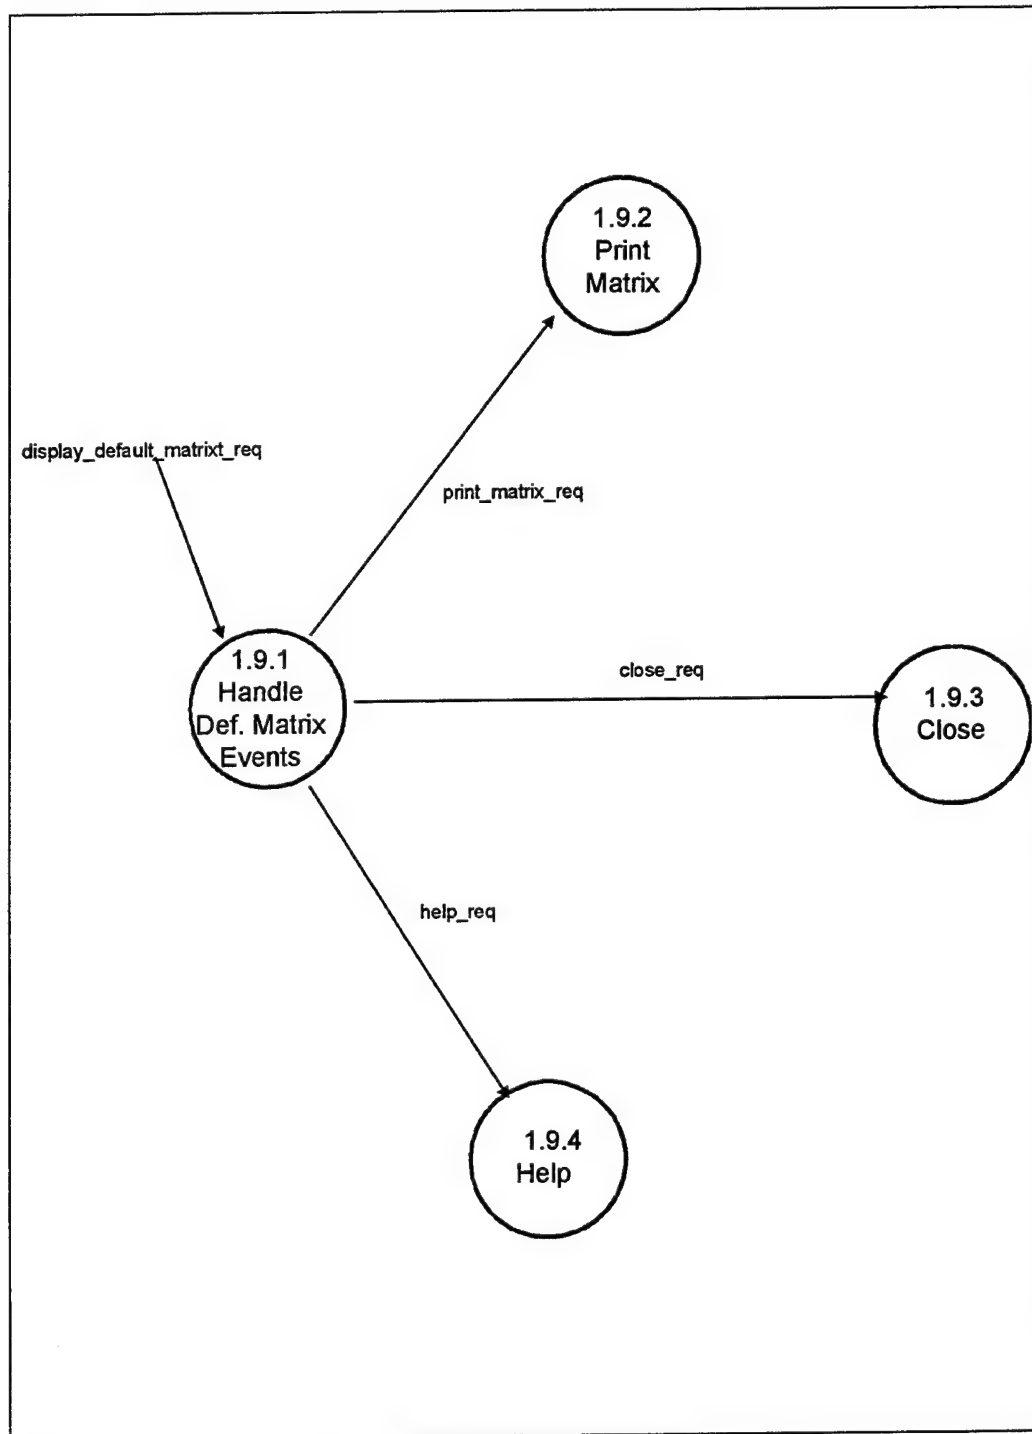 1.9.2
Print
Matrix
display_default_matrixt_req
print_matrix_req
1.9.1
Handle
Def. Matrix
Events
close_req
1.9.3
Close
help_req
1.9.4
Help